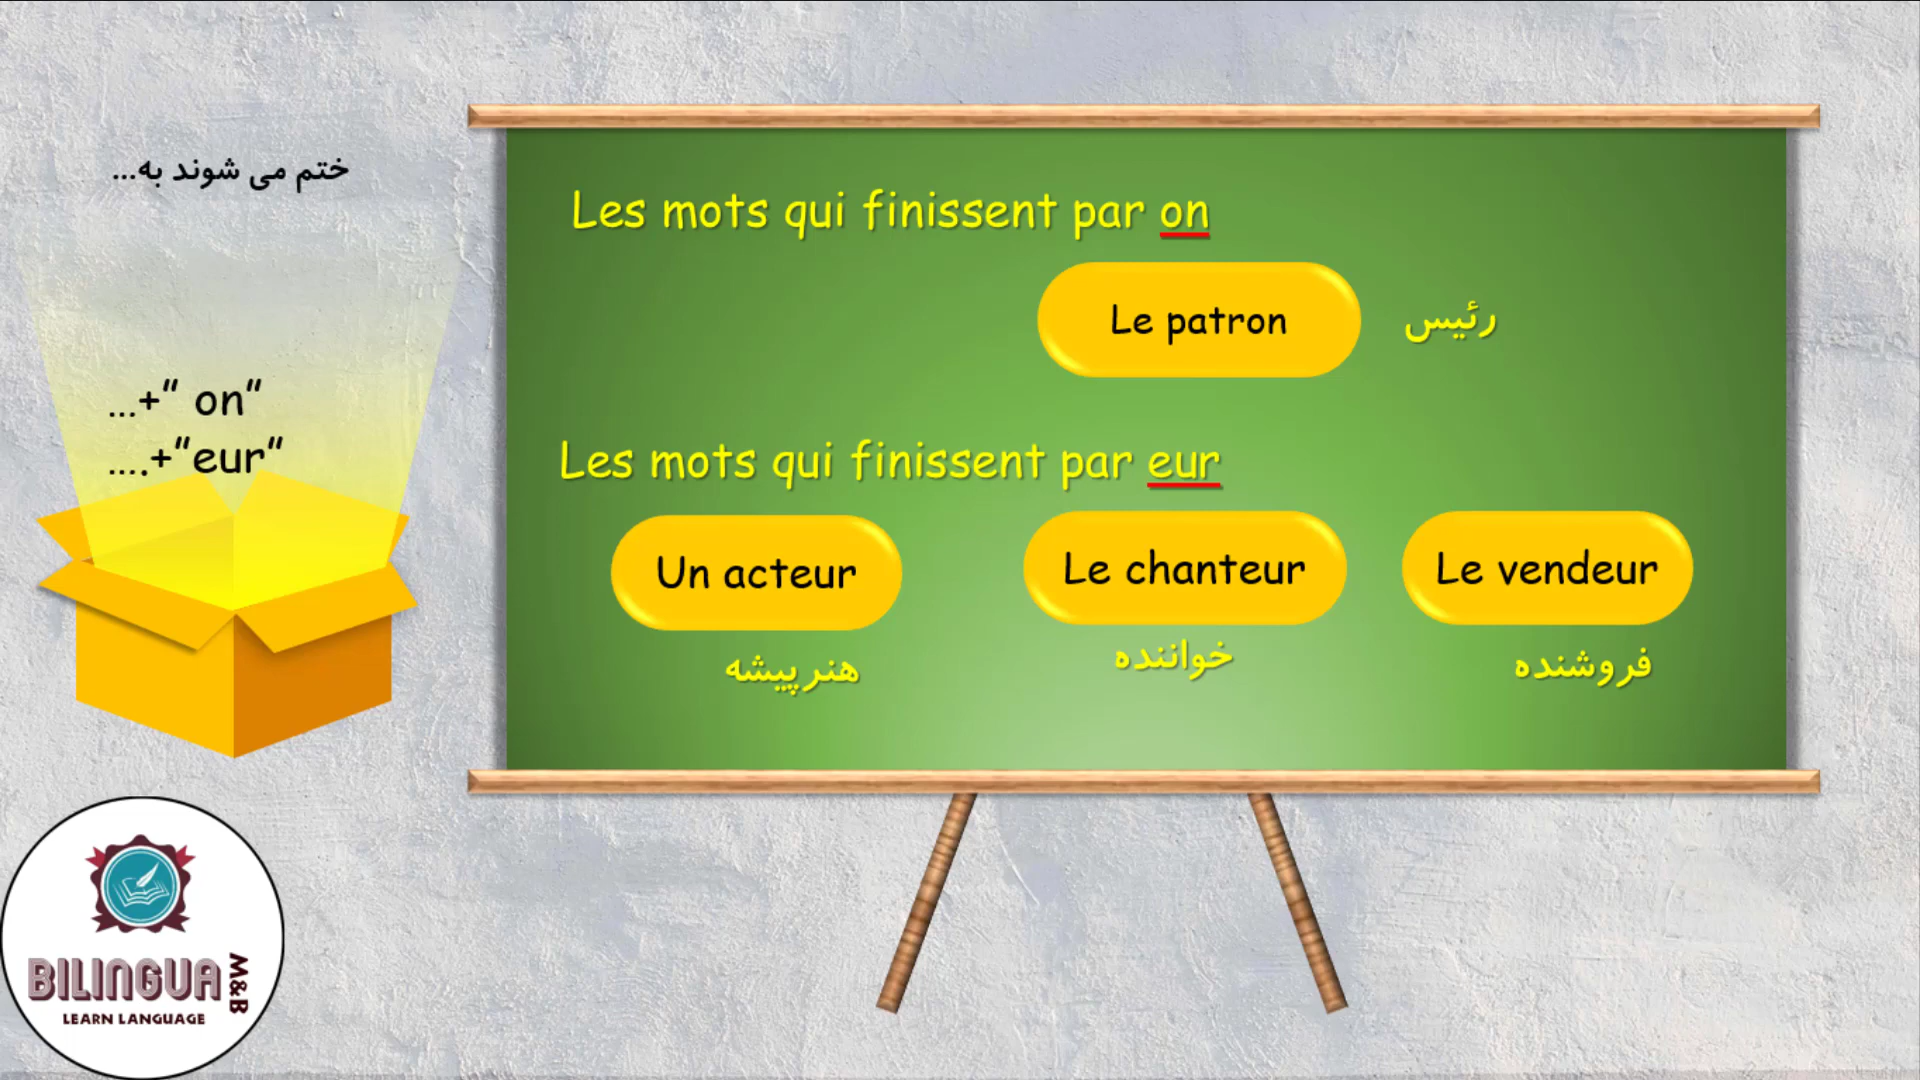 ختم می شوند به...
...+" on"
....+"eur"
Les mots qui finissent par on
Le patron
رئیس
Les mots qui finissent par eur
Un acteur
Le chanteur
Le vendeur
هنرپیشه
خواننده
فروشنده
BILINGUA
M&B
LEARN LANGUAGE